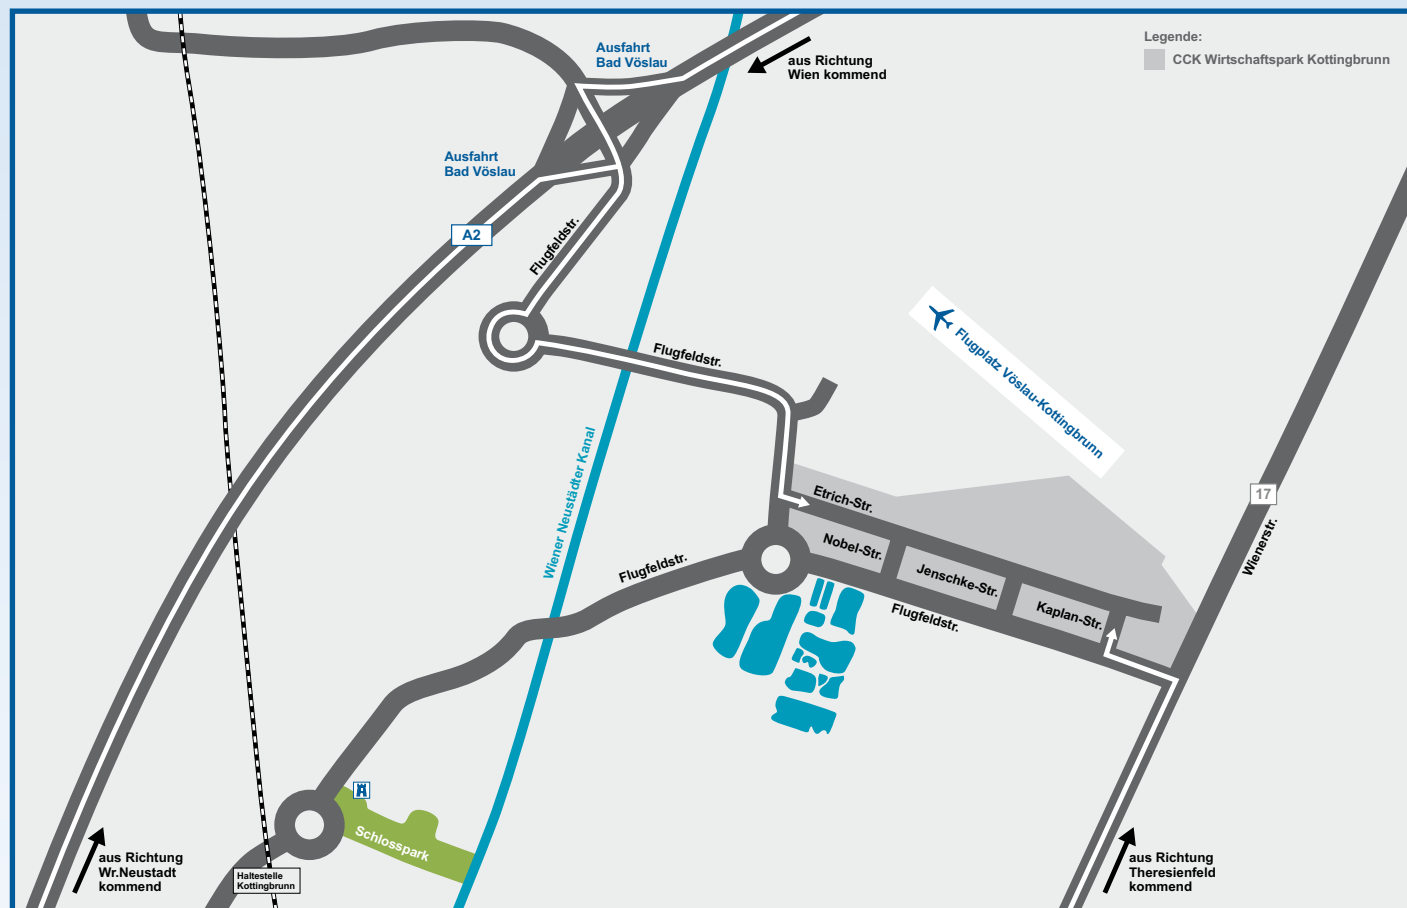 Legende:
CCK Wirtschaftspark Kottingbrunn
Ausfahrt
Bad Vöslau
aus Richtung
Wien kommend
Ausfahrt
Bad Vöslau
A2
Flugfeldstr.
Flugfeldstr.
Flugplatz Vöslau-Kottingbrunn
Wiener Neustädter Kanal
17
Wienerstr.
Etrich-Str.
Nobel-Str.
Jenschke-Str.
Kaplan-Str.
Flugfeldstr.
Flugfeldstr.
Schlosspark
aus Richtung
Wr.Neustadt
kommend
Haltestelle
Kottingbrunn
aus Richtung
Theresienfeld
kommend